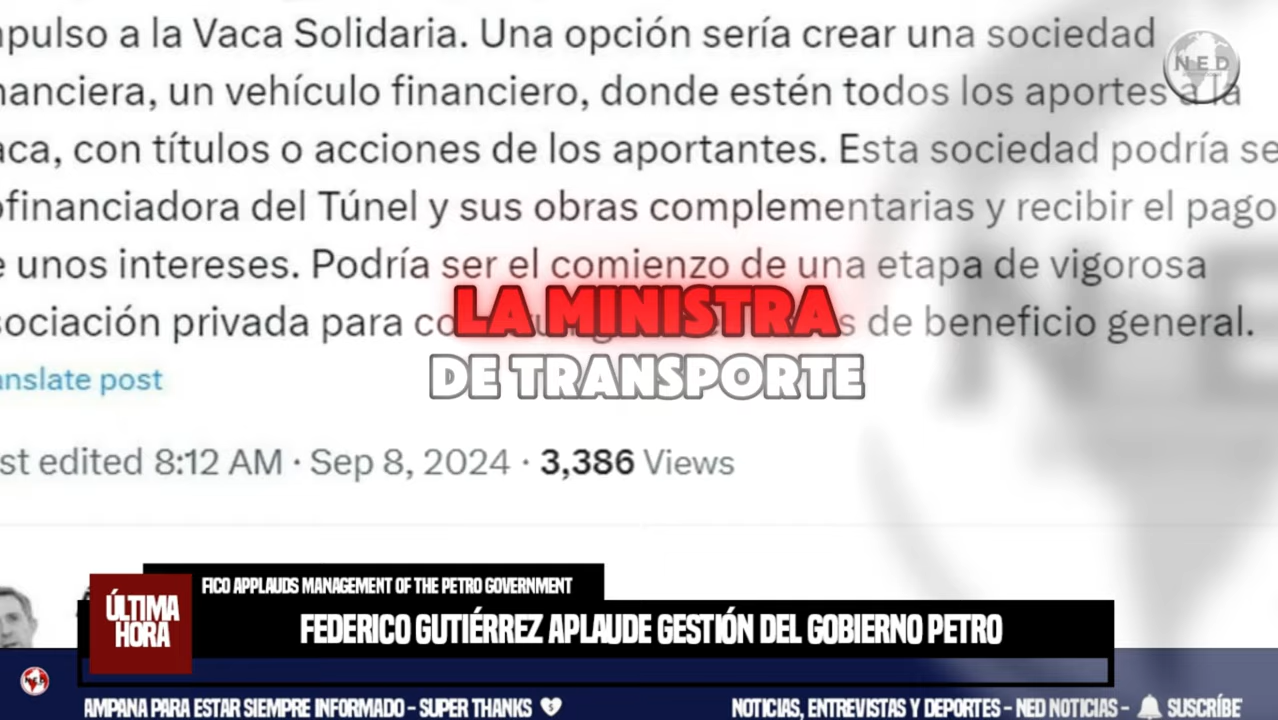 pulso a la Vaca Solidaria. Una opción sería crear una sociedad
NED
nanciera, un vehículo financiero, donde estén todos los aportes a la
aca, con títulos o acciones de los aportantes. Esta sociedad podría se
financiadora del Túnel y sus obras complementarias y recibir el pago
e unos intereses. Podría ser el comienzo de una etapa de vigorosa
sociación privada para de beneficio general.
LA MINISTRA
DE TRANSPORTE
anslate post
st edited 8:12 AM · Sep 8, 2024 · 3,386 Views
FICO APPLAUDS MANAGEMENT OF THE PETRO GOVERNMENT
ÚLTIMA
HORA
FEDERICO GUTIÉRREZ APLAUDE GESTIÓN DEL GOBIERNO PETRO
AMPANA PARA ESTAR SIEMPRE INFORMADO - SUPER THANKS
NOTICIAS, ENTREVISTAS Y DEPORTES - NED NOTICIAS - SUSCRÍBE